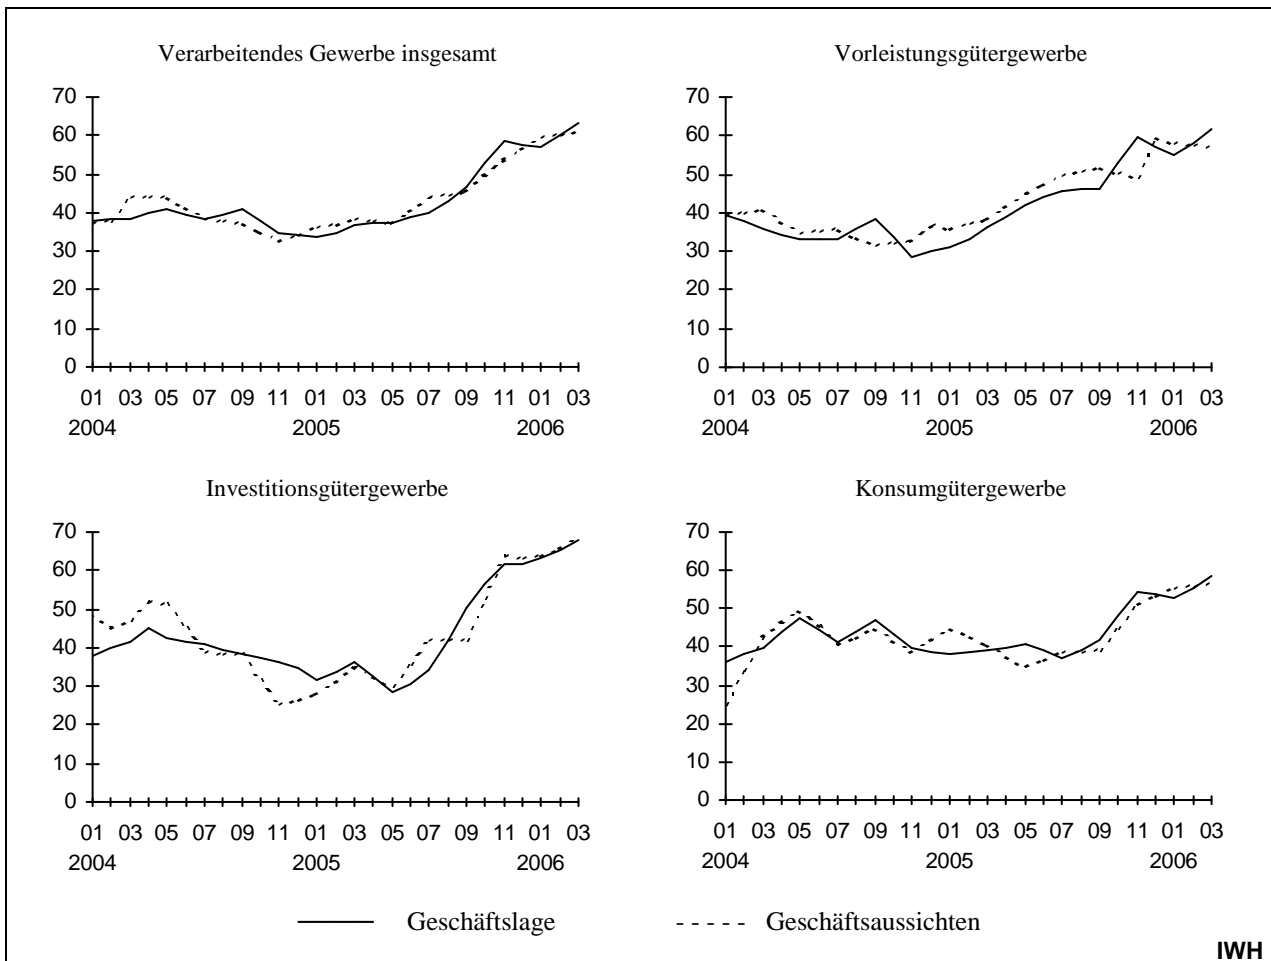 Verarbeitendes Gewerbe insgesamt
70
60
50
40
30
20
10
0
01 03 05 07 09 11 01 03 05 07 09 11 01 03
2004 2005 2006
Vorleistungsgütergewerbe
70
60
50
40
30
20
10
0
01 03 05 07 09 11 01 03 05 07 09 11 01 03
2004 2005 2006
Investitionsgütergewerbe
70
60
50
40
30
20
10
0
01 03 05 07 09 11 01 03 05 07 09 11 01 03
2004 2005 2006
Konsumgütergewerbe
70
60
50
40
30
20
10
0
01 03 05 07 09 11 01 03 05 07 09 11 01 03
2004 2005 2006
Geschäftslage Geschäftsaussichten
IWH